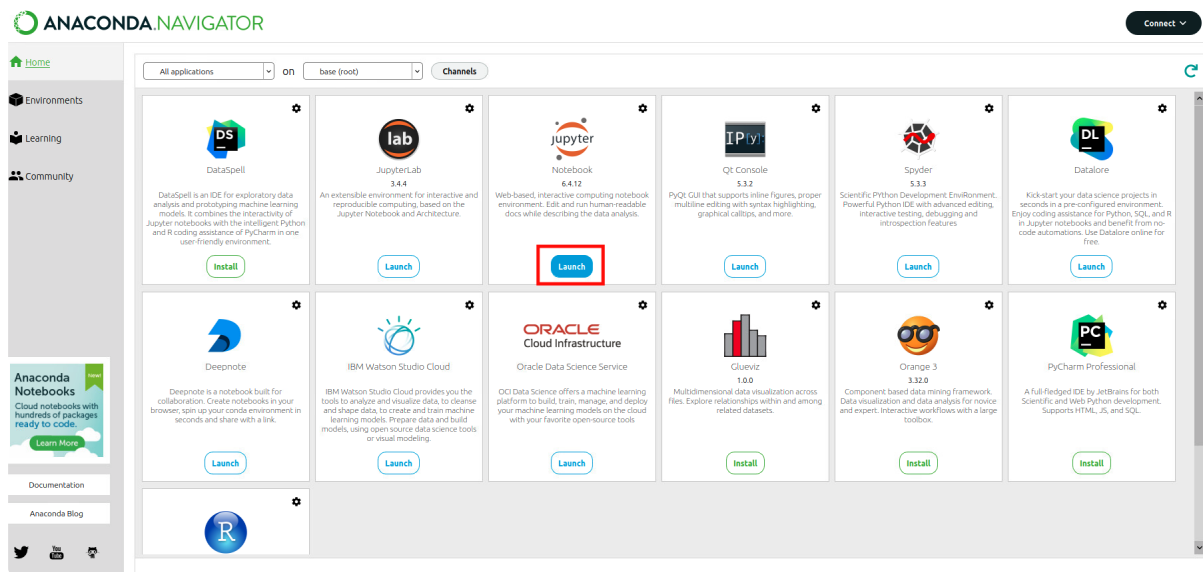 ANACONDA.NAVIGATOR
Connect
Home
Environments
Learning
Community
All applications
on
base (root)
Channels
DS
DataSpell
DataSpell is an IDE for exploratory data
analysis and prototyping machine learning
models. It combines the interactivity of
Jupyter notebooks with the intelligent Python
and R coding assistance of PyCharm in one
user-friendly environment.
Install
lab
JupyterLab
3.4.4
An extensible environment for interactive and
reproducible computing, based on the
Jupyter Notebook and Architecture.
Launch
jupyter
Notebook
6.4.12
Web-based, interactive computing notebook
environment. Edit and run human-readable
docs while describing the data analysis.
Launch
IP[y]:
Qt Console
5.3.2
PyQt GUI that supports inline figures, proper
multiline editing with syntax highlighting,
graphical calltips, and more.
Launch
Spyder
5.3.3
Scientific PYthon Development EnviRonment.
Powerful Python IDE with advanced editing,
interactive testing, debugging and
introspection features
Launch
DL
Datalore
Kick-start your data science projects in
seconds in a pre-configured environment.
Enjoy coding assistance for Python, SQL, and R
in Jupyter notebooks and benefit from no-
code automations. Use Datalore online for
free.
Launch
Deepnote
Deepnote is a notebook built for
collaboration. Create notebooks in your
browser, spin up your conda environment in
seconds and share with a link.
Launch
IBM Watson Studio Cloud
IBM Watson Studio Cloud provides you the
tools to analyze and visualize data, to cleanse
and shape data, to create and train machine
learning models. Prepare data and build
models, using open source data science tools
or visual modeling.
Launch
ORACLE
Cloud Infrastructure
Oracle Data Science Service
OCI Data Science offers a machine learning
platform to build, train, manage, and deploy
your machine learning models on the cloud
with your favorite open-source tools
Launch
Glueviz
1.0.0
Multidimensional data visualization across
files. Explore relationships within and among
related datasets.
Install
Orange 3
3.32.0
Component based data mining framework.
Data visualization and data analysis for novice
and expert. Interactive workflows with a large
toolbox.
Install
PC
PyCharm Professional
A full-fledged IDE by JetBrains for both
Scientific and Web Python development.
Supports HTML, JS, and SQL.
Install
R
Anaconda
Notebooks
new!
Cloud notebooks with
hundreds of packages
ready to code.
Learn More
Documentation
Anaconda Blog
You
Tube